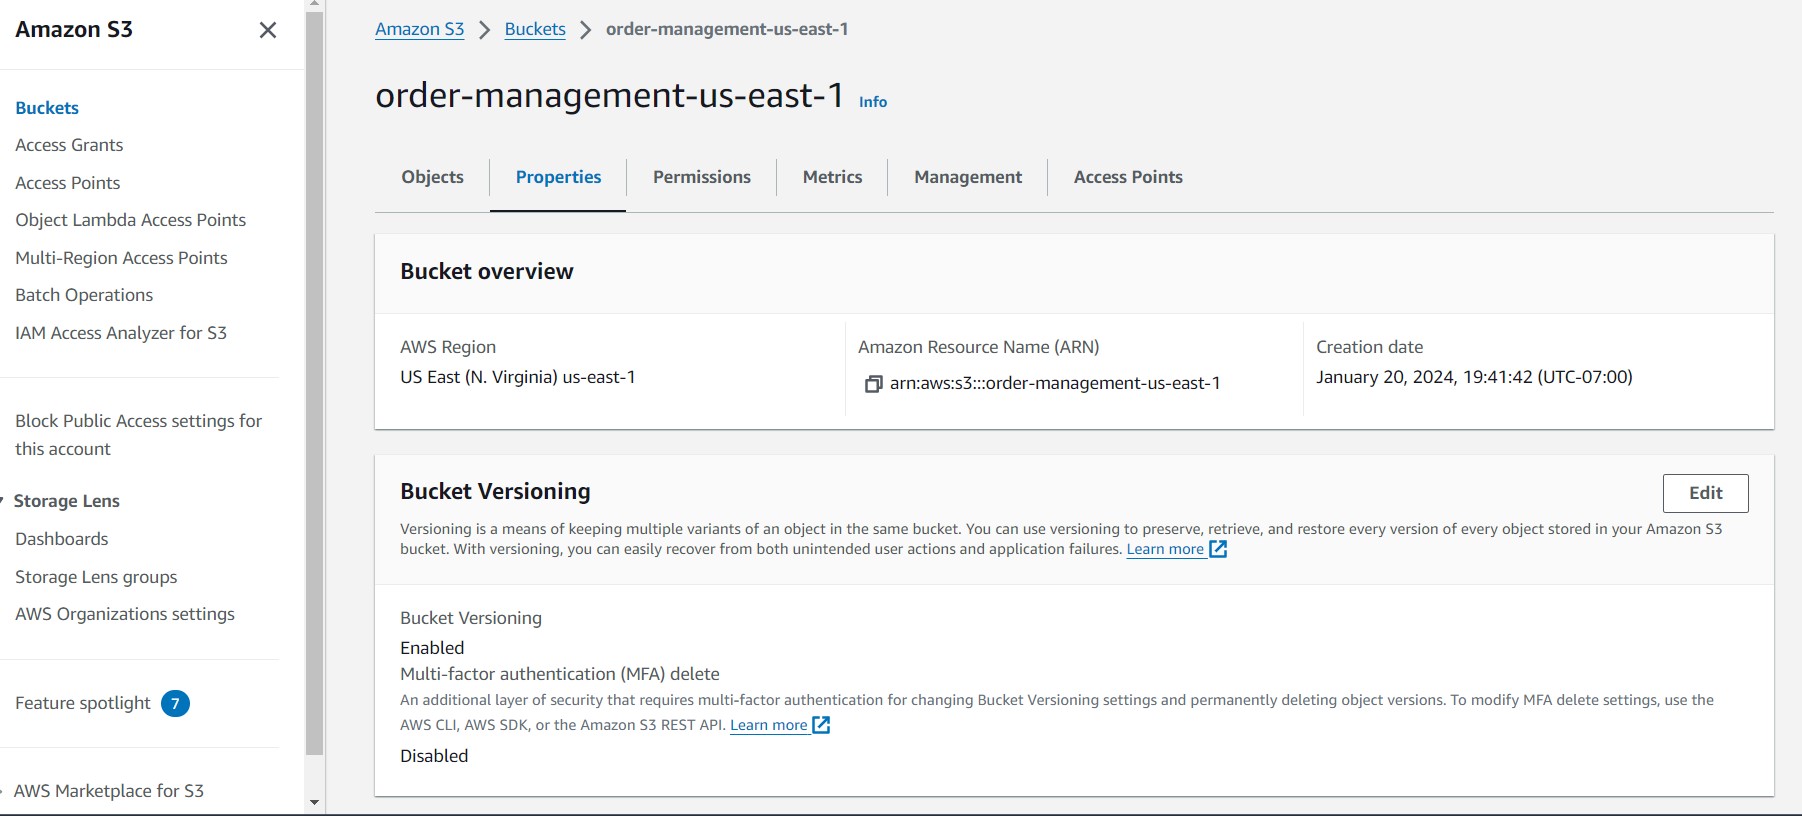 Amazon S3
Buckets
Access Grants
Access Points
Object Lambda Access Points
Multi-Region Access Points
Batch Operations
IAM Access Analyzer for S3
Block Public Access settings for
this account
Storage Lens
Dashboards
Storage Lens groups
AWS Organizations settings
Feature spotlight 7
AWS Marketplace for S3
Amazon S3 Buckets order-management-us-east-1
order-management-us-east-1 Info
Objects Properties Permissions Metrics Management Access Points
Bucket overview
AWS Region
US East (N. Virginia) us-east-1
Amazon Resource Name (ARN)
arn:aws:s3:::order-management-us-east-1
Creation date
January 20, 2024, 19:41:42 (UTC-07:00)
Bucket Versioning
Edit
Versioning is a means of keeping multiple variants of an object in the same bucket. You can use versioning to preserve, retrieve, and restore every version of every object stored in your Amazon S3
bucket. With versioning, you can easily recover from both unintended user actions and application failures. Learn more
Bucket Versioning
Enabled
Multi-factor authentication (MFA) delete
An additional layer of security that requires multi-factor authentication for changing Bucket Versioning settings and permanently deleting object versions. To modify MFA delete settings, use the
AWS CLI, AWS SDK, or the Amazon S3 REST API. Learn more
Disabled